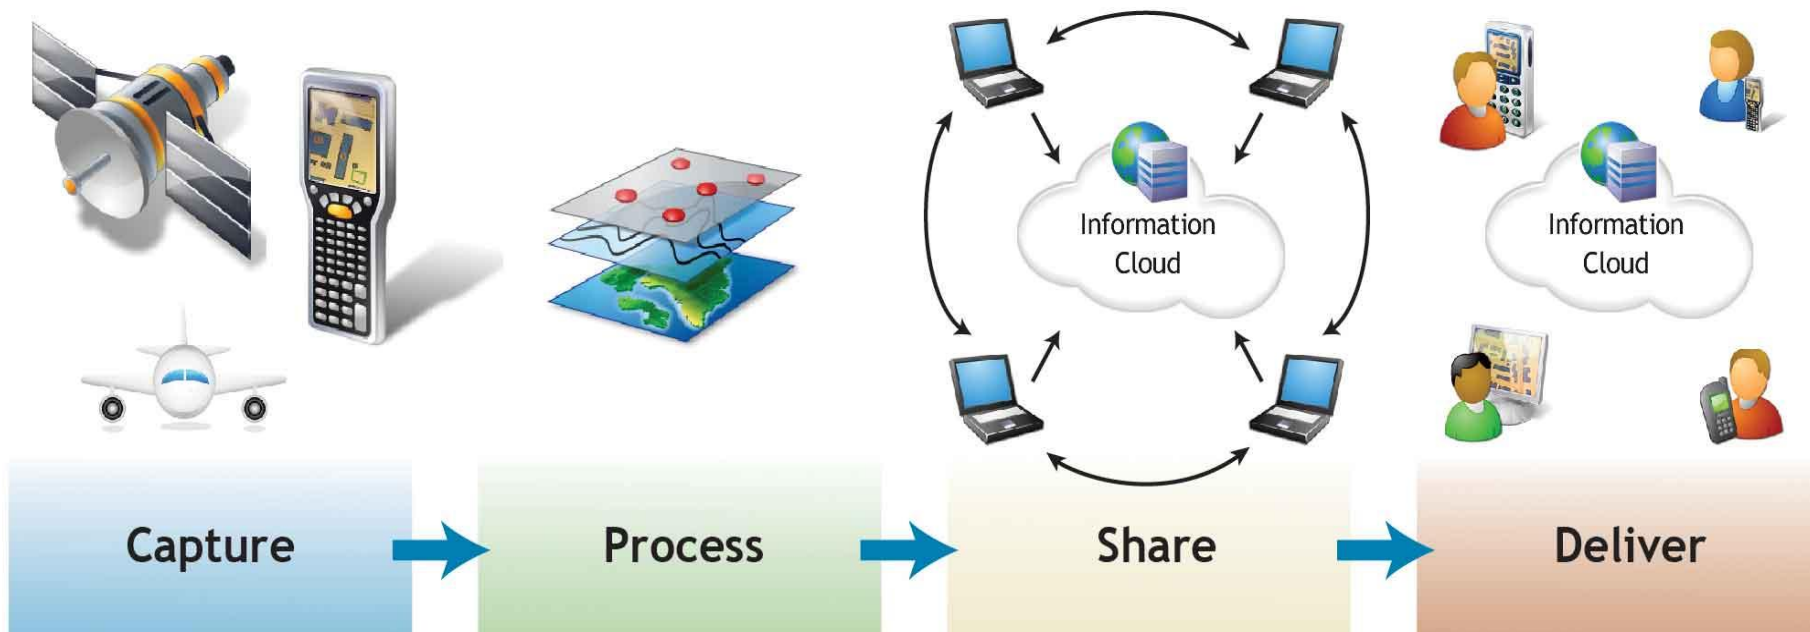 Information
Cloud
Information
Cloud
Capture
Process
Share
Deliver